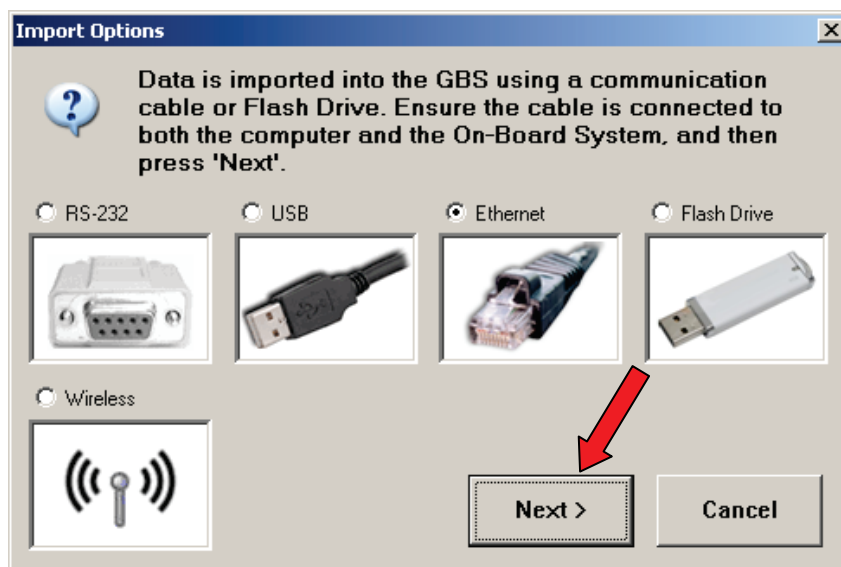 Import Options
Data is imported into the GBS using a communication
cable or Flash Drive. Ensure the cable is connected to
both the computer and the On-Board System, and then
press 'Next'.
RS-232 USB Ethernet Flash Drive
Wireless
Next > Cancel